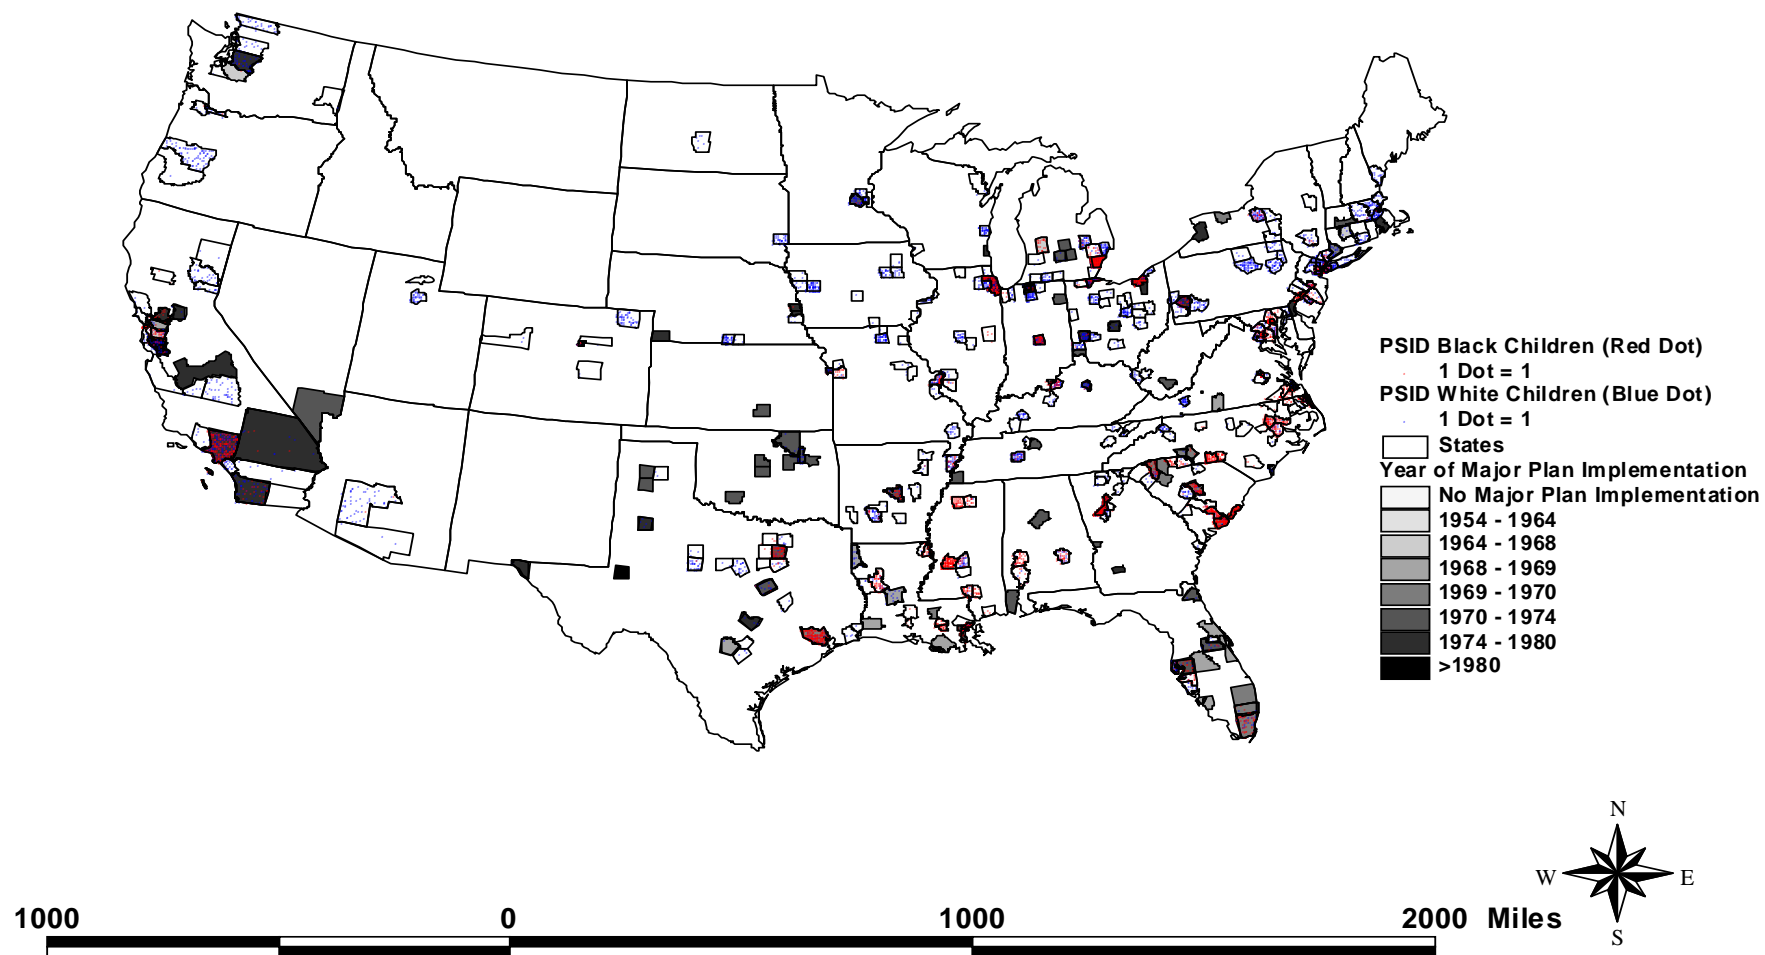 PSID Black Children (Red Dot)
1 Dot = 1
PSID White Children (Blue Dot)
1 Dot = 1
States
Year of Major Plan Implementation
No Major Plan Implementation
1954 - 1964
1964 - 1968
1968 - 1969
1969 - 1970
1970 - 1974
1974 - 1980
>1980
N
W E
S
1000 0 1000 2000 Miles